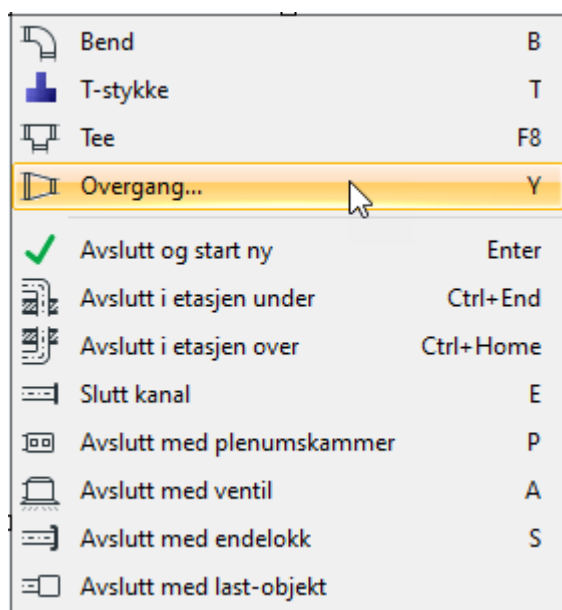 Bend B
T-stykke T
Tee F8
Overgang... Y
Avslutt og start ny Enter
Avslutt i etasjen under Ctrl+End
Avslutt i etasjen over Ctrl+Home
Slutt kanal E
Avslutt med plenumskammer P
Avslutt med ventil A
Avslutt med endelokk S
Avslutt med last-objekt